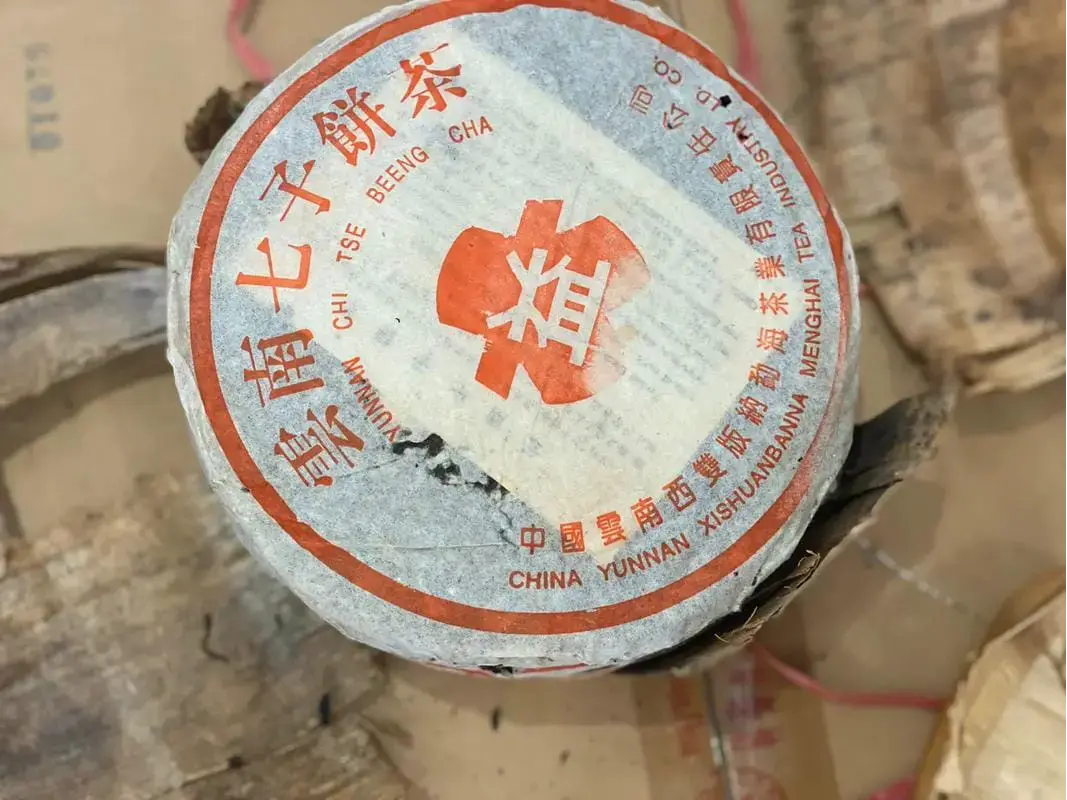 雲南七子餅茶
YUNNAN CHI TSE BEENG CHA
益
中國雲南西雙版納勐海茶業有限責任公司
CHINA YUNNAN XISHUANBANNA MENGHAI TEA INDUSTRY CO.